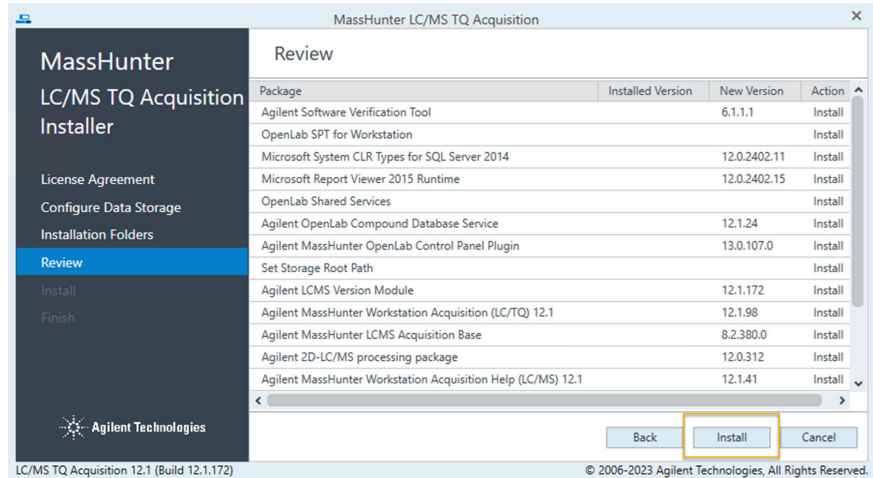 MassHunter LC/MS TQ Acquisition
MassHunter
LC/MS TQ Acquisition
Installer
License Agreement
Configure Data Storage
Installation Folders
Review
Install
Finish
Agilent Technologies
Review
Package Installed Version New Version Action
Agilent Software Verification Tool 6.1.1.1 Install
OpenLab SPT for Workstation Install
Microsoft System CLR Types for SQL Server 2014 12.0.2402.11 Install
Microsoft Report Viewer 2015 Runtime 12.0.2402.15 Install
OpenLab Shared Services Install
Agilent OpenLab Compound Database Service 12.1.24 Install
Agilent MassHunter OpenLab Control Panel Plugin 13.0.107.0 Install
Set Storage Root Path Install
Agilent LCMS Version Module 12.1.172 Install
Agilent MassHunter Workstation Acquisition (LC/TQ) 12.1 12.1.98 Install
Agilent MassHunter LCMS Acquisition Base 8.2.380.0 Install
Agilent 2D-LC/MS processing package 12.0.312 Install
Agilent MassHunter Workstation Acquisition Help (LC/MS) 12.1 12.1.41 Install
Back Install Cancel
LC/MS TQ Acquisition 12.1 (Build 12.1.172) © 2006-2023 Agilent Technologies, All Rights Reserved.